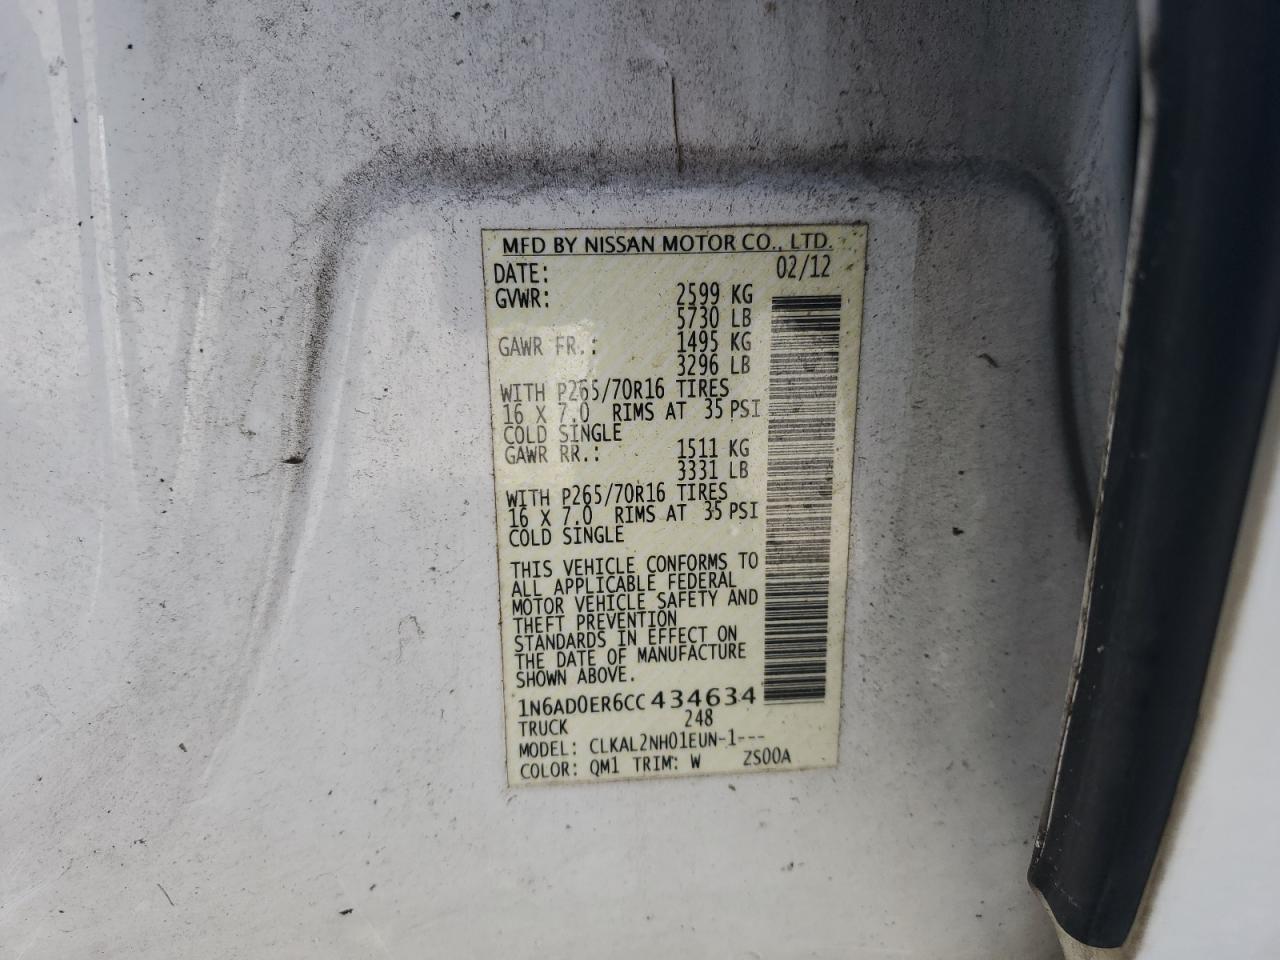 MFD BY NISSAN MOTOR CO., LTD.
DATE: 02/12
GVWR: 2599 KG
5730 LB
GAWR FR.: 1495 KG
3296 LB
WITH P265/70R16 TIRES
16 X 7.0 RIMS AT 35 PSI
COLD SINGLE
GAWR RR.: 1511 KG
3331 LB
WITH P265/70R16 TIRES
16 X 7.0 RIMS AT 35 PSI
COLD SINGLE
THIS VEHICLE CONFORMS TO
ALL APPLICABLE FEDERAL
MOTOR VEHICLE SAFETY AND
THEFT PREVENTION
STANDARDS IN EFFECT ON
THE DATE OF MANUFACTURE
SHOWN ABOVE.
1N6AD0ER6CC434634
TRUCK 248
MODEL: CLKAL2NH01EUN-1---
COLOR: QM1 TRIM: W ZS00A